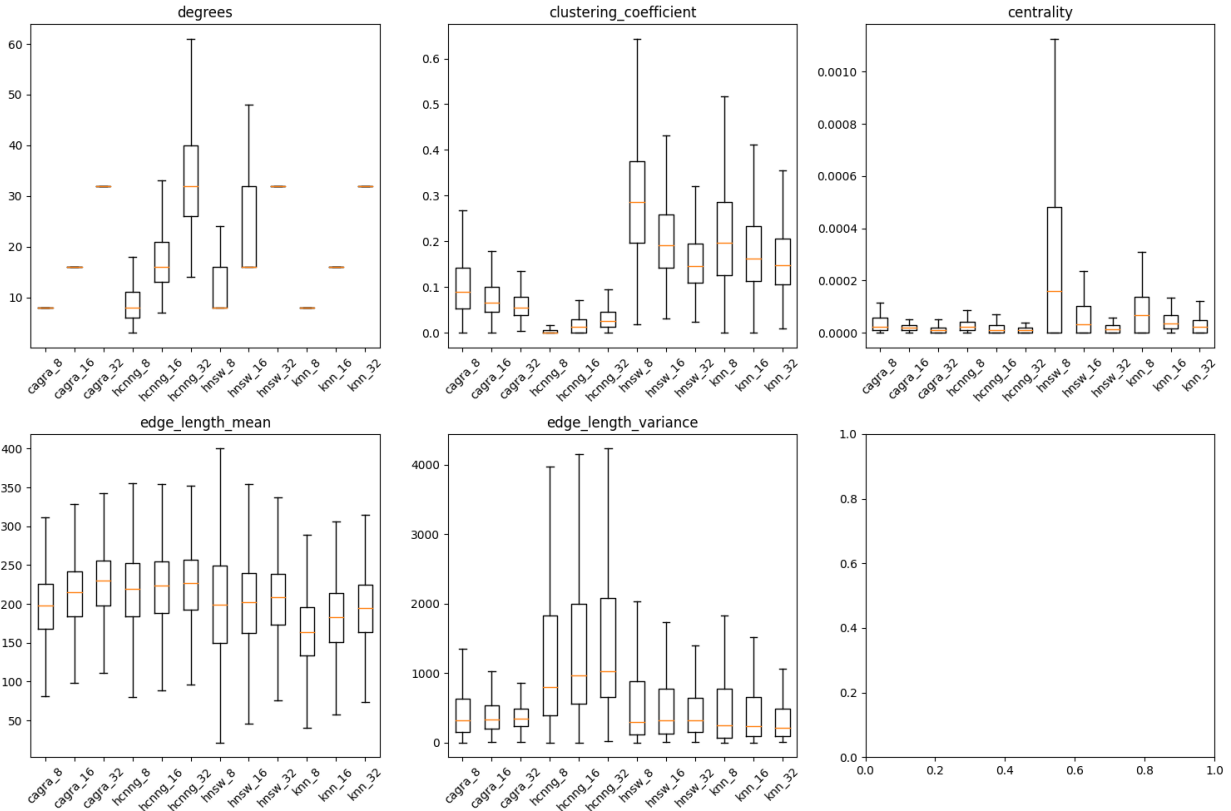 degrees
60
50
40
30
20
10
cagra_8
cagra_16
cagra_32
hcnng_8
hcnng_16
hcnng_32
hnsw_8
hnsw_16
hnsw_32
knn_8
knn_16
knn_32
clustering_coefficient
0.6
0.5
0.4
0.3
0.2
0.1
0.0
cagra_8
cagra_16
cagra_32
hcnng_8
hcnng_16
hcnng_32
hnsw_8
hnsw_16
hnsw_32
knn_8
knn_16
knn_32
centrality
0.0010
0.0008
0.0006
0.0004
0.0002
0.0000
cagra_8
cagra_16
cagra_32
hcnng_8
hcnng_16
hcnng_32
hnsw_8
hnsw_16
hnsw_32
knn_8
knn_16
knn_32
edge_length_mean
400
350
300
250
200
150
100
50
cagra_8
cagra_16
cagra_32
hcnng_8
hcnng_16
hcnng_32
hnsw_8
hnsw_16
hnsw_32
knn_8
knn_16
knn_32
edge_length_variance
4000
3000
2000
1000
0
cagra_8
cagra_16
cagra_32
hcnng_8
hcnng_16
hcnng_32
hnsw_8
hnsw_16
hnsw_32
knn_8
knn_16
knn_32
1.0
0.8
0.6
0.4
0.2
0.0
0.0 0.2 0.4 0.6 0.8 1.0